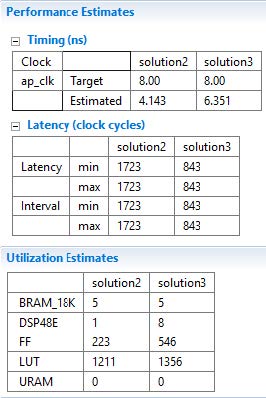 Performance Estimates
Timing (ns)
Clock solution2 solution3
ap_clk Target 8.00 8.00
Estimated 4.143 6.351
Latency (clock cycles)
solution2 solution3
Latency min 1723 843
max 1723 843
Interval min 1723 843
max 1723 843
Utilization Estimates
solution2 solution3
BRAM_18K 5 5
DSP48E 1 8
FF 223 546
LUT 1211 1356
URAM 0 0